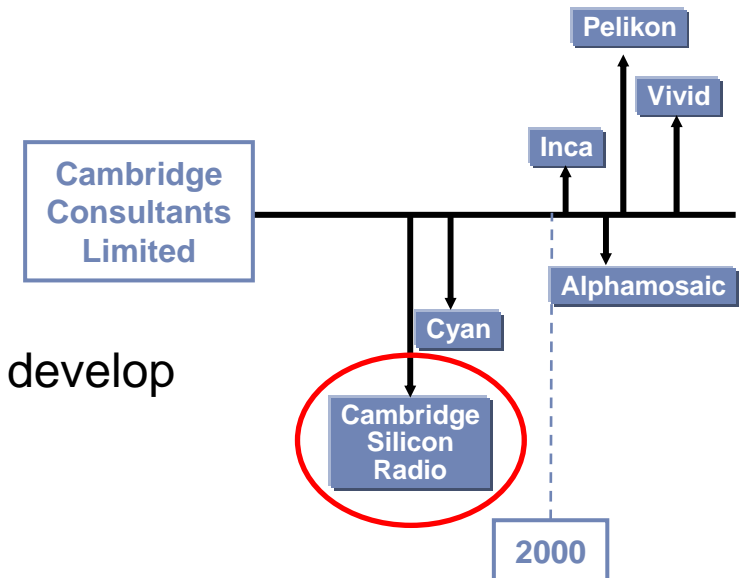 Pelikon
Vivid
Inca
Cambridge
Consultants
Limited
Alphamosaic
Cyan
develop
Cambridge
Silicon
Radio
2000